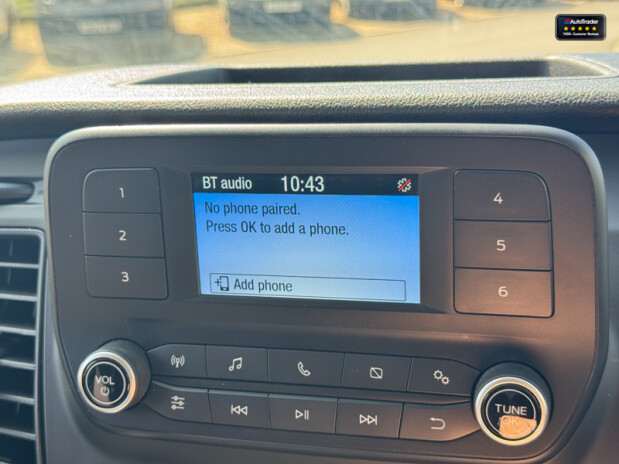 AutoTrader
BT audio 10:43
No phone paired.
Press OK to add a phone.
Add phone
1
2
3
4
5
6
VOL
TUNE
OK